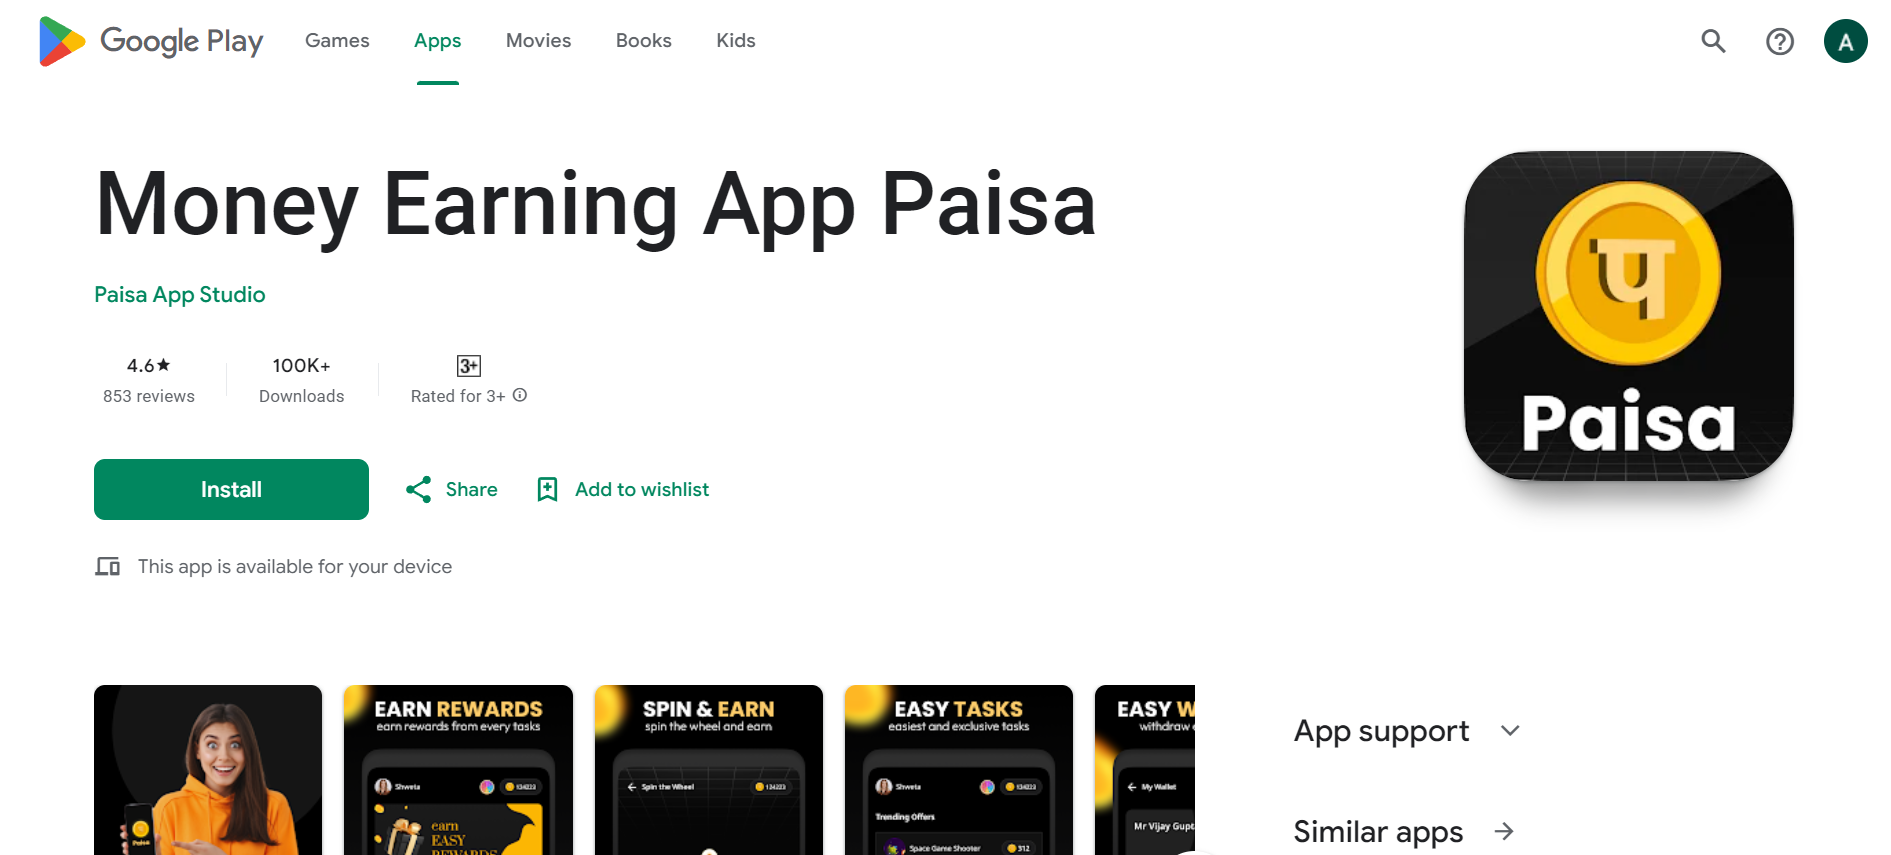 Google Play Games Apps Movies Books Kids A
Money Earning App Paisa
Paisa App Studio
4.6★ 100K+ 3+
853 reviews Downloads Rated for 3+
Install Share Add to wishlist
This app is available for your device
प
Paisa
Paisa
EARN REWARDS
earn rewards from every tasks
Shweta 134223
earn
EASY
REWARDS
SPIN & EARN
spin the wheel and earn
Spin the Wheel 134223
EASY TASKS
easiest and exclusive tasks
Shweta 134223
Trending Offers
Space Game Shooter 312
EASY W
withdraw
My Wallet
Mr Vijay Gupt
App support
Similar apps